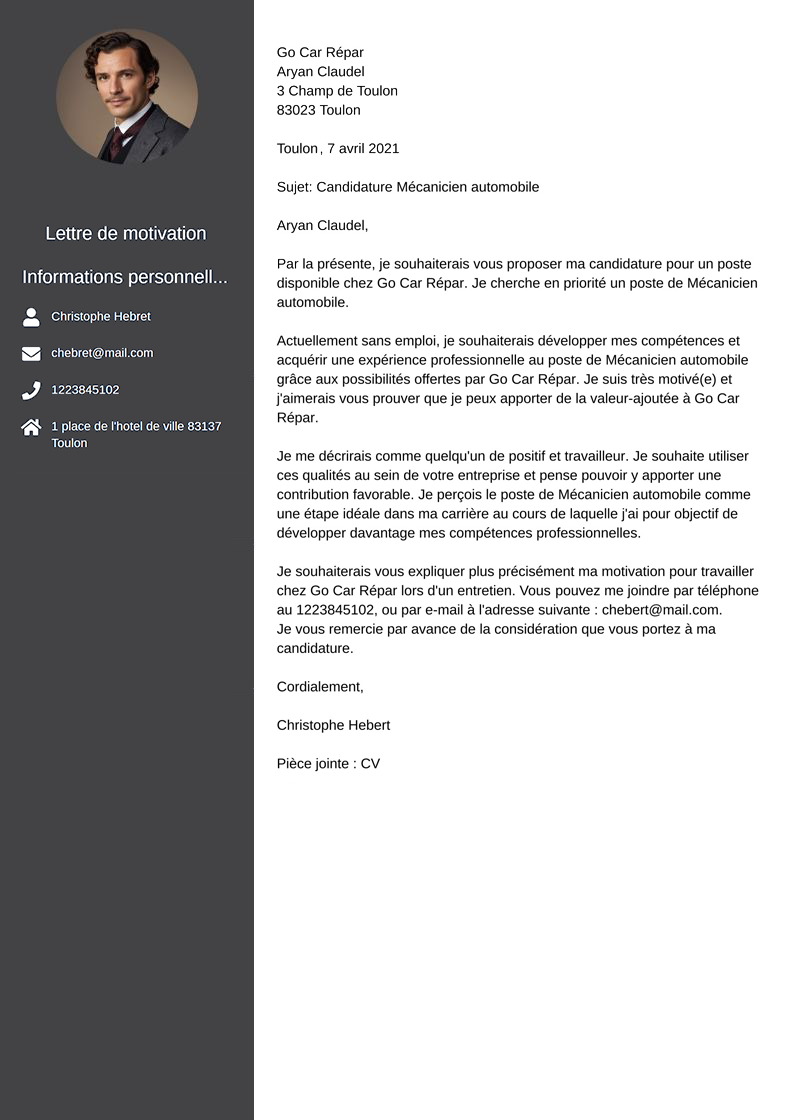 Lettre de motivation
Informations personnell...
Christophe Hebret
chebret@mail.com
1223845102
1 place de l'hotel de ville 83137
Toulon
Go Car Répar
Aryan Claudel
3 Champ de Toulon
83023 Toulon
Toulon, 7 avril 2021
Sujet: Candidature Mécanicien automobile
Aryan Claudel,
Par la présente, je souhaiterais vous proposer ma candidature pour un poste
disponible chez Go Car Répar. Je cherche en priorité un poste de Mécanicien
automobile.
Actuellement sans emploi, je souhaiterais développer mes compétences et
acquérir une expérience professionnelle au poste de Mécanicien automobile
grâce aux possibilités offertes par Go Car Répar. Je suis très motivé(e) et
j'aimerais vous prouver que je peux apporter de la valeur-ajoutée à Go Car
Répar.
Je me décrirais comme quelqu'un de positif et travailleur. Je souhaite utiliser
ces qualités au sein de votre entreprise et pense pouvoir y apporter une
contribution favorable. Je perçois le poste de Mécanicien automobile comme
une étape idéale dans ma carrière au cours de laquelle j'ai pour objectif de
développer davantage mes compétences professionnelles.
Je souhaiterais vous expliquer plus précisément ma motivation pour travailler
chez Go Car Répar lors d'un entretien. Vous pouvez me joindre par téléphone
au 1223845102, ou par e-mail à l'adresse suivante : chebert@mail.com.
Je vous remercie par avance de la considération que vous portez à ma
candidature.
Cordialement,
Christophe Hebert
Pièce jointe : CV